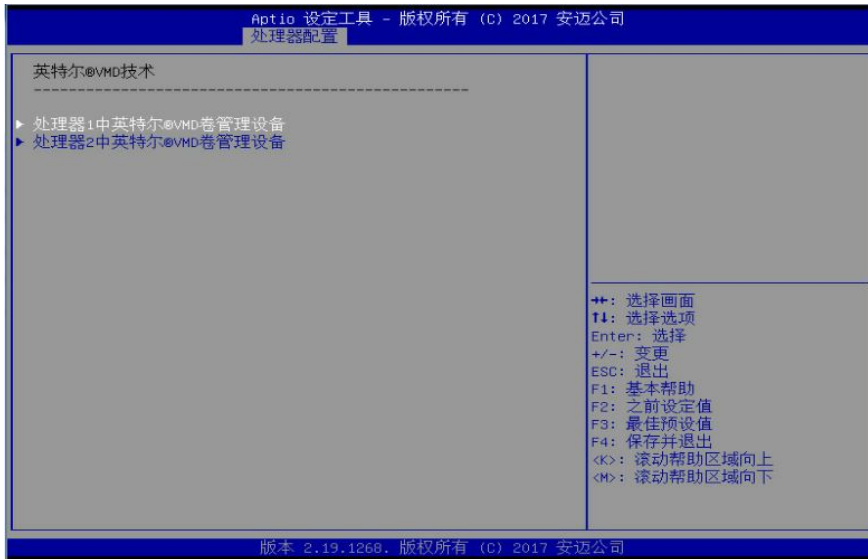 Aptio 设定工具 - 版权所有 (C) 2017 安迈公司
处理器配置
英特尔®VMD技术
------------------------------------------------
▶ 处理器1中英特尔®VMD卷管理设备
▶ 处理器2中英特尔®VMD卷管理设备
→←: 选择画面
↑↓: 选择选项
Enter: 选择
+/-: 变更
ESC: 退出
F1: 基本帮助
F2: 之前设定值
F3: 最佳预设值
F4: 保存并退出
<K>: 滚动帮助区域向上
<M>: 滚动帮助区域向下
版本 2.19.1268. 版权所有 (C) 2017 安迈公司